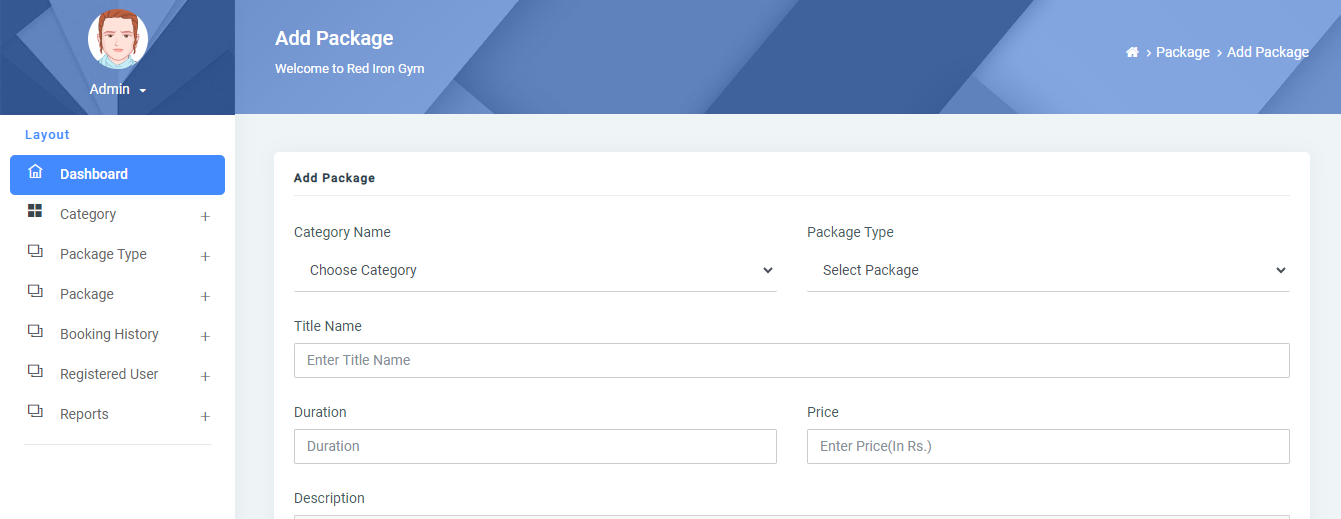 Admin
Layout
Dashboard
Category +
Package Type +
Package +
Booking History +
Registered User +
Reports +
Add Package
Welcome to Red Iron Gym
> Package > Add Package
Add Package
Category Name Package Type
Choose Category Select Package
Title Name
Enter Title Name
Duration Price
Duration Enter Price(In Rs.)
Description